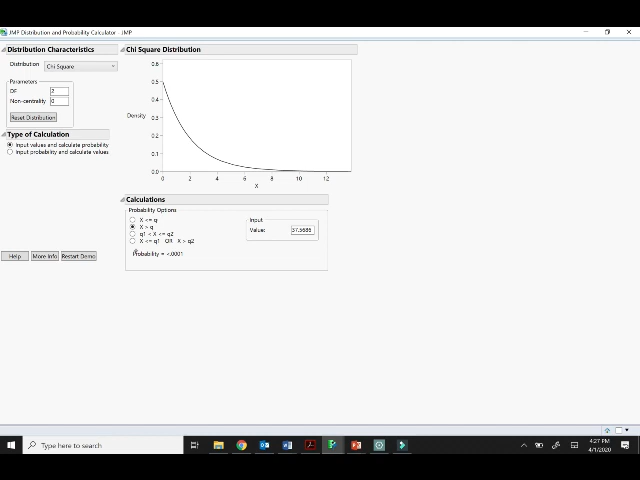 JMP Distribution and Probability Calculator - JMP
Distribution Characteristics
Distribution
Chi Square
Parameters
DF
2
Non-centrality
0
Reset Distribution
Type of Calculation
Input values and calculate probability
Input probability and calculate values
Help
More Info
Restart Demo
Chi Square Distribution
0.6
0.5
0.4
0.3
0.2
0.1
0.0
Density
0 2 4 6 8 10 12
X
Calculations
Probability Options
X <= q
X > q
q1 < X <= q2
X <= q1 OR X > q2
Input
Value:
37.5686
Probability = <.0001
Type here to search
4:27 PM
4/1/2020